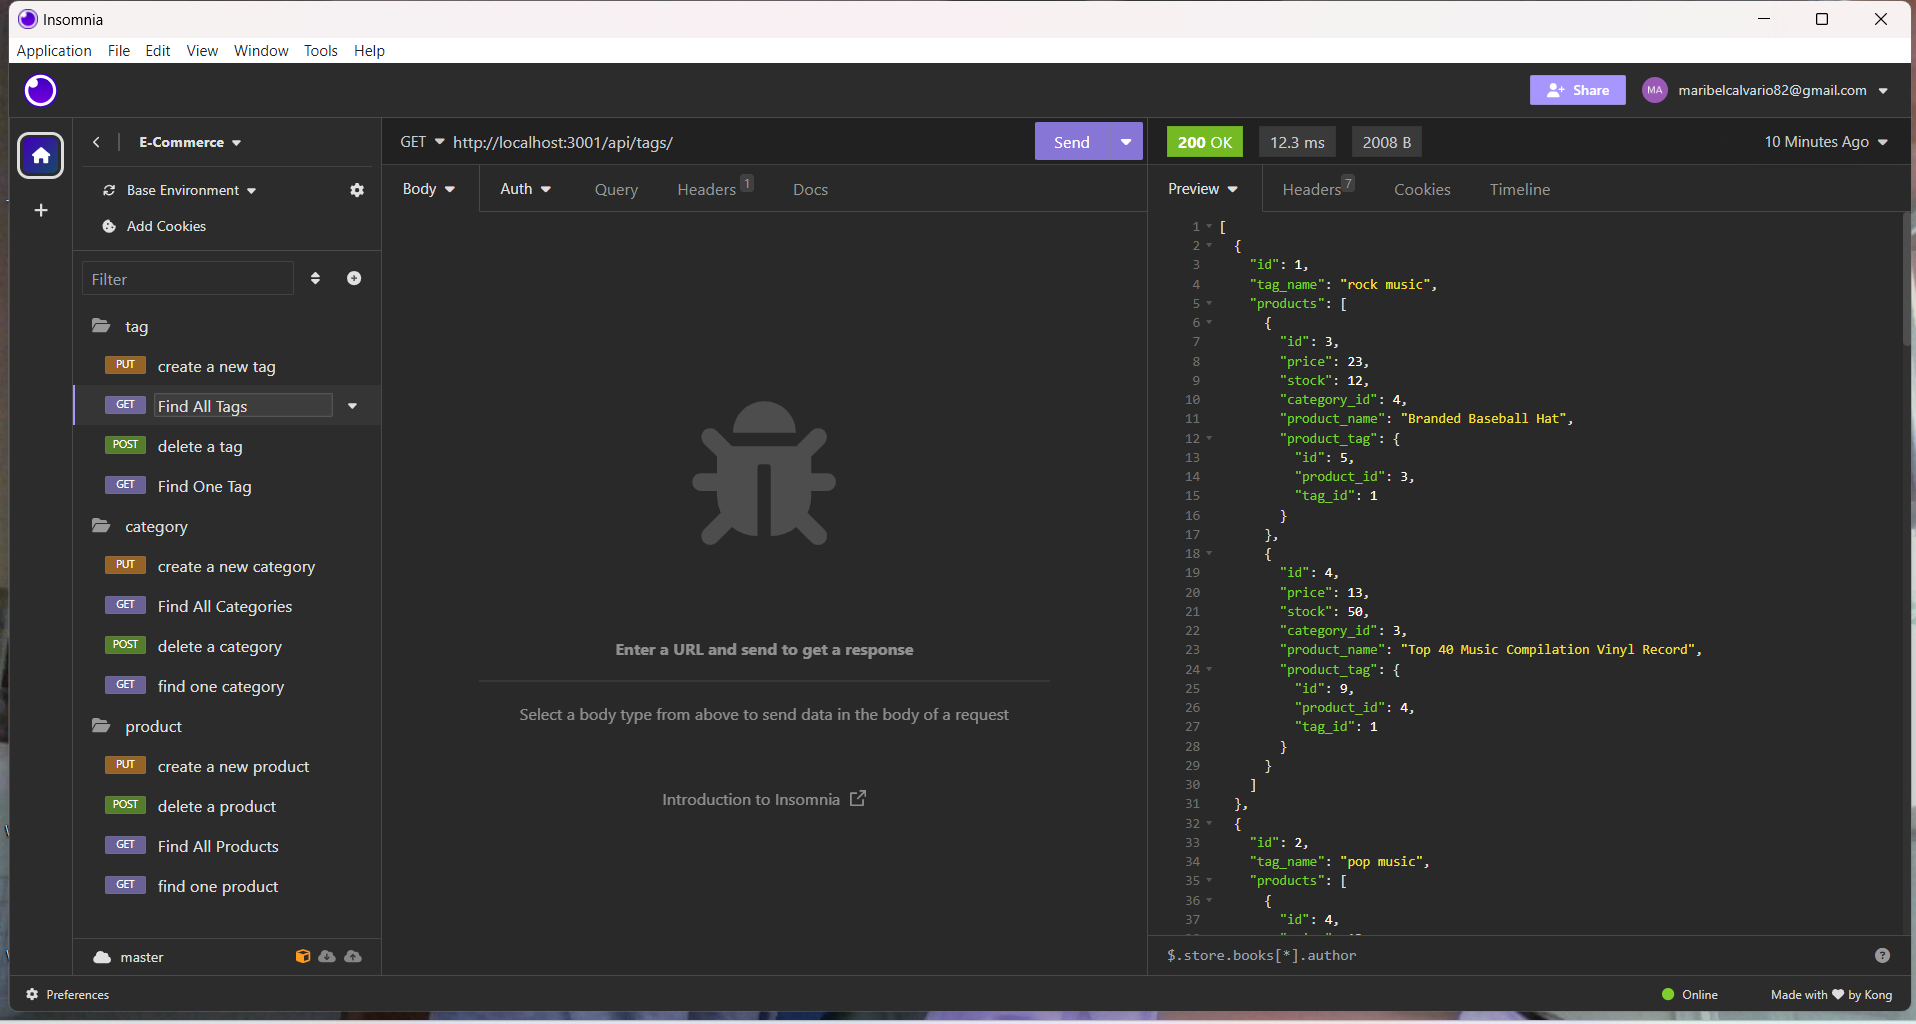 Insomnia
Application File Edit View Window Tools Help
Share MA maribelcalvario82@gmail.com
E-Commerce
Base Environment
Add Cookies
Filter
tag
PUT create a new tag
GET Find All Tags
POST delete a tag
GET Find One Tag
category
PUT create a new category
GET Find All Categories
POST delete a category
GET find one category
product
PUT create a new product
POST delete a product
GET Find All Products
GET find one product
master
GET http://localhost:3001/api/tags/ Send
Body Auth Query Headers 1 Docs
Enter a URL and send to get a response
Select a body type from above to send data in the body of a request
Introduction to Insomnia
200 OK 12.3 ms 2008 B 10 Minutes Ago
Preview Headers 7 Cookies Timeline
1 [
2 {
3 "id": 1,
4 "tag_name": "rock music",
5 "products": [
6 {
7 "id": 3,
8 "price": 23,
9 "stock": 12,
10 "category_id": 4,
11 "product_name": "Branded Baseball Hat",
12 "product_tag": {
13 "id": 5,
14 "product_id": 3,
15 "tag_id": 1
16 }
17 },
18 {
19 "id": 4,
20 "price": 13,
21 "stock": 50,
22 "category_id": 3,
23 "product_name": "Top 40 Music Compilation Vinyl Record",
24 "product_tag": {
25 "id": 9,
26 "product_id": 4,
27 "tag_id": 1
28 }
29 }
30 ]
31 },
32 {
33 "id": 2,
34 "tag_name": "pop music",
35 "products": [
36 {
37 "id": 4,
$.store.books[*].author
Preferences
Online Made with ❤ by Kong